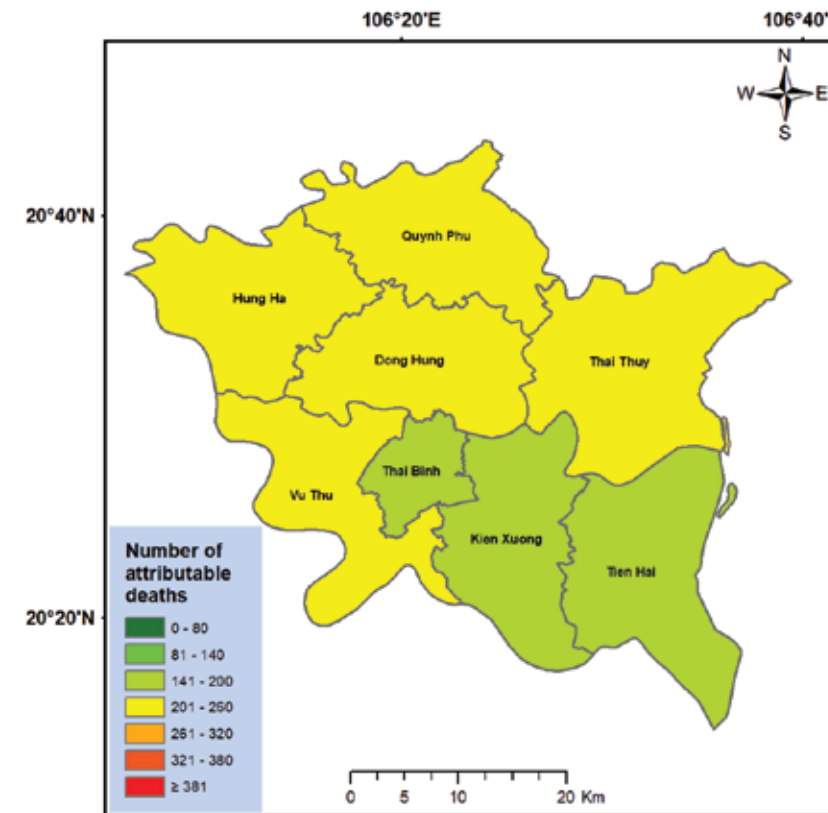 106°20'E
106°40'
N
W E
S
20°40'N
Quynh Phu
Hung Ha
Dong Hung
Thai Thuy
Thai Binh
Vu Thu
Kien Xuong
Tien Hai
20°20'N
Number of
attributable
deaths
0 - 80
81 - 140
141 - 200
201 - 260
261 - 320
321 - 380
≥ 381
0 5 10 20 Km